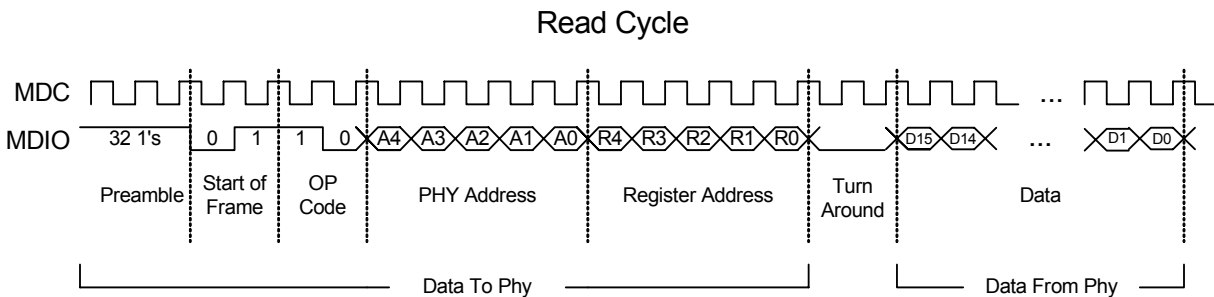 Read Cycle
MDC
...
MDIO 32 1's 0 1 1 0 A4 A3 A2 A1 A0 R4 R3 R2 R1 R0 D15 D14 ... D1 D0
Preamble
Start of
Frame
OP
Code
PHY Address
Register Address
Turn
Around
Data
Data To Phy
Data From Phy